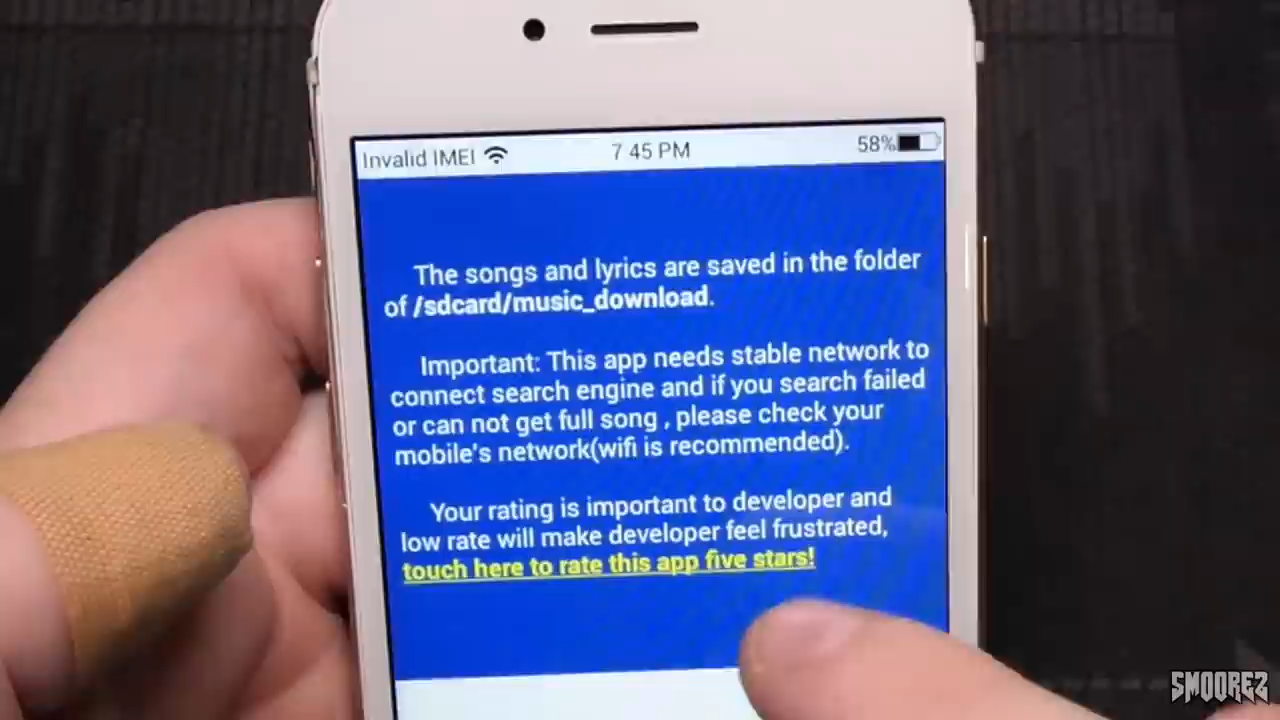 Invalid IMEI
7 45 PM
58%
The songs and lyrics are saved in the folder
of /sdcard/music_download.
Important: This app needs stable network to
connect search engine and if you search failed
or can not get full song , please check your
mobile's network(wifi is recommended).
Your rating is important to developer and
low rate will make developer feel frustrated,
touch here to rate this app five stars!
SMOOREZ